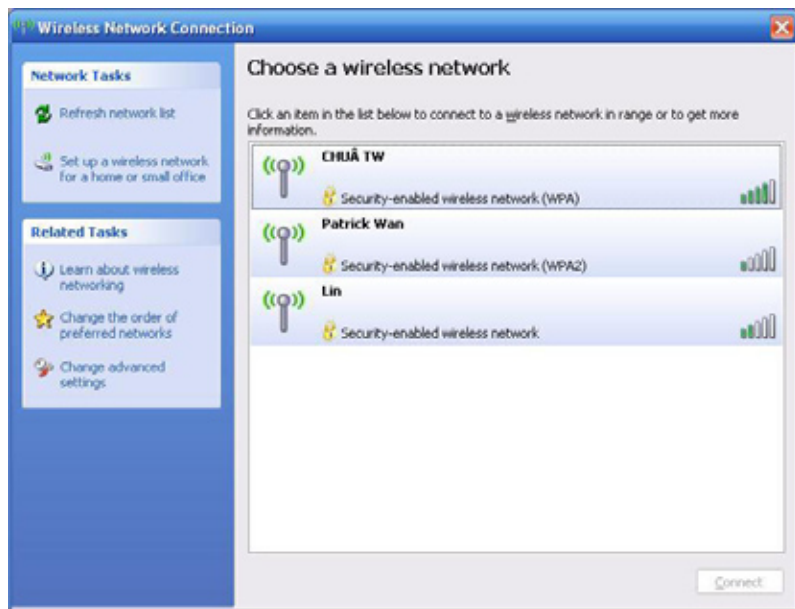 Wireless Network Connection
Network Tasks
Refresh network list
Set up a wireless network
for a home or small office
Related Tasks
Learn about wireless
networking
Change the order of
preferred networks
Change advanced
settings
Choose a wireless network
Click an item in the list below to connect to a wireless network in range or to get more
information.
CHUÂ TW
Security-enabled wireless network (WPA)
Patrick Wan
Security-enabled wireless network (WPA2)
Lin
Security-enabled wireless network
Connect